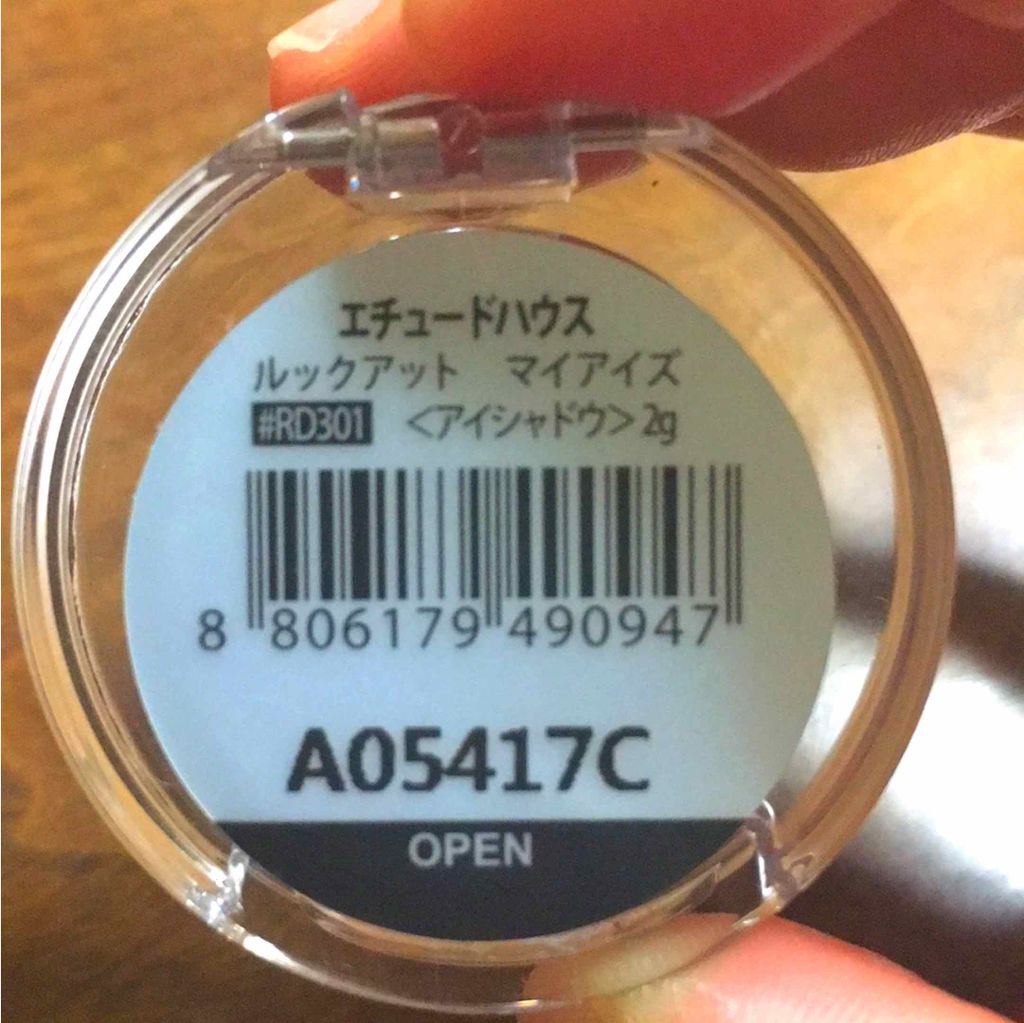 エチュードハウス
ルックアット　マイアイズ
#RD301 <アイシャドウ> 2g
8 806179 490947
A05417C
OPEN